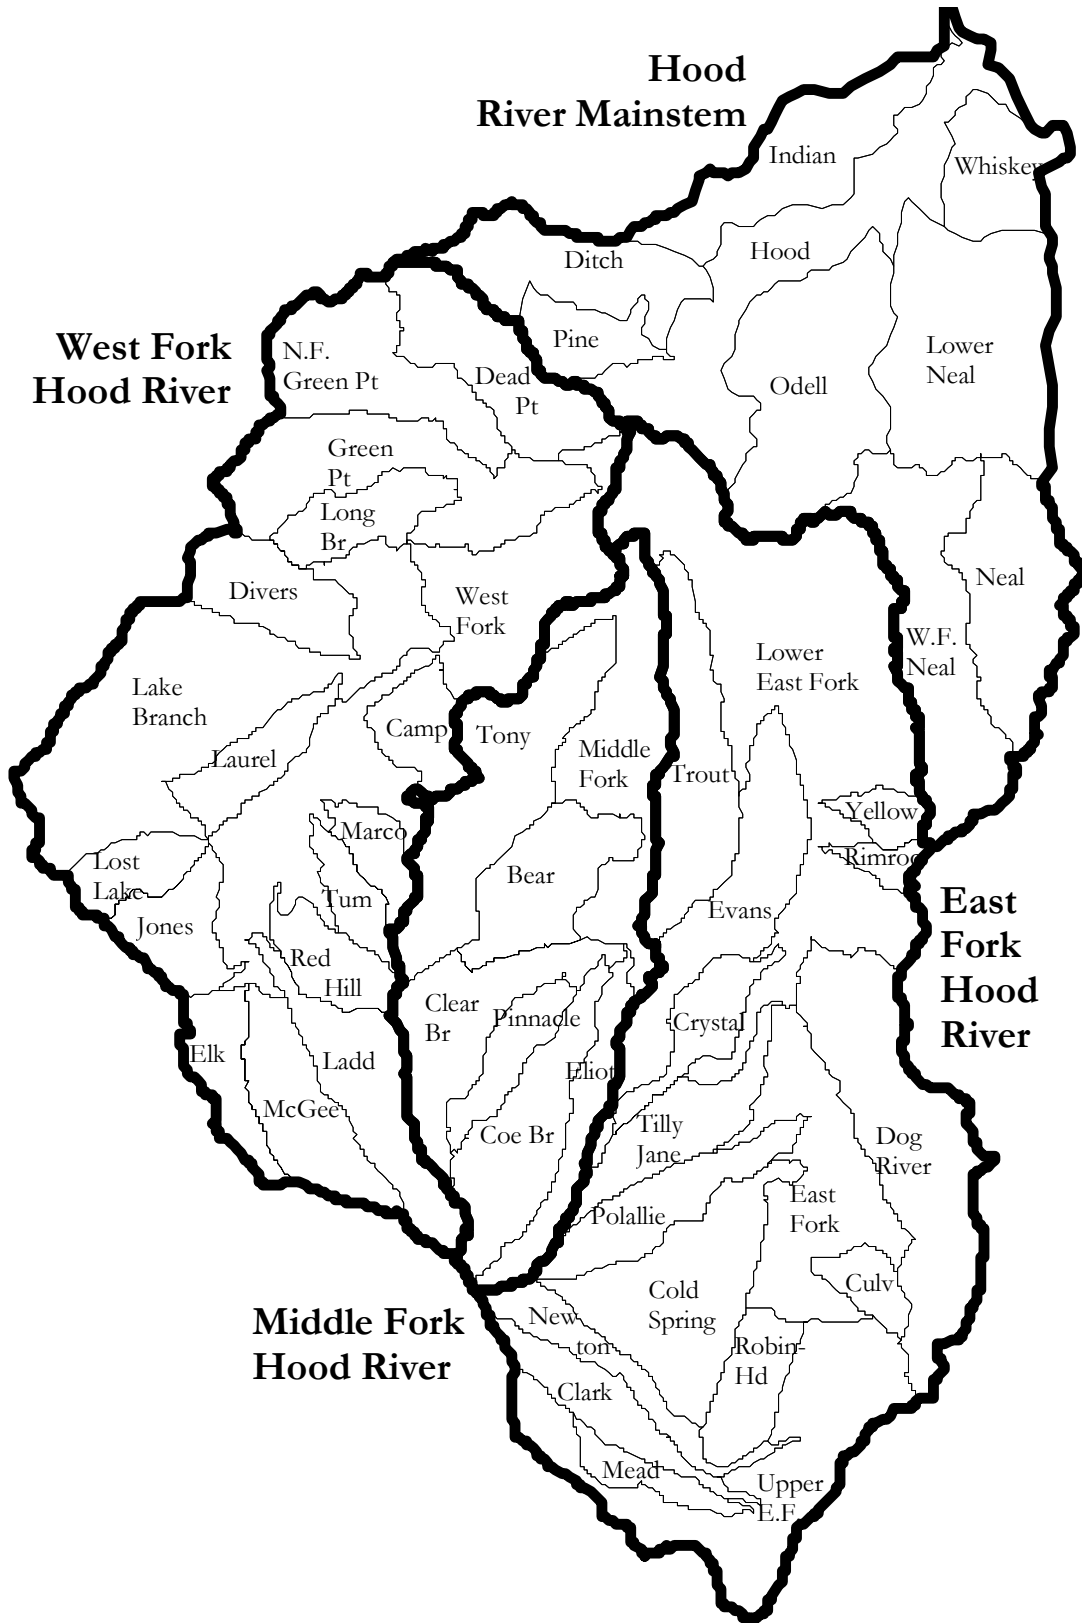 Hood
River Mainstem
Indian
Whiskey
Hood
Ditch
Pine
West Fork
Hood River
N.F.
Green Pt
Dead
Pt
Odell
Lower
Neal
Green
Pt
Long
Br
Divers
West
Fork
Neal
W.F.
Neal
Lower
East Fork
Lake
Branch
Laurel
Camp
Tony
Middle
Fork
Trout
Yellow
Rimroc
Marco
Lost
Lake
Tum
Bear
Evans
Jones
East
Fork
Hood
River
Red
Hill
Clear
Br
Pinnacle
Crystal
Elk
Ladd
Eliot
McGee
Coe Br
Tilly
Jane
Dog
River
Polallie
East
Fork
Cold
Spring
Culv
Middle Fork
Hood River
New
ton
Robin-
Hd
Clark
Mead
Upper
E.F.